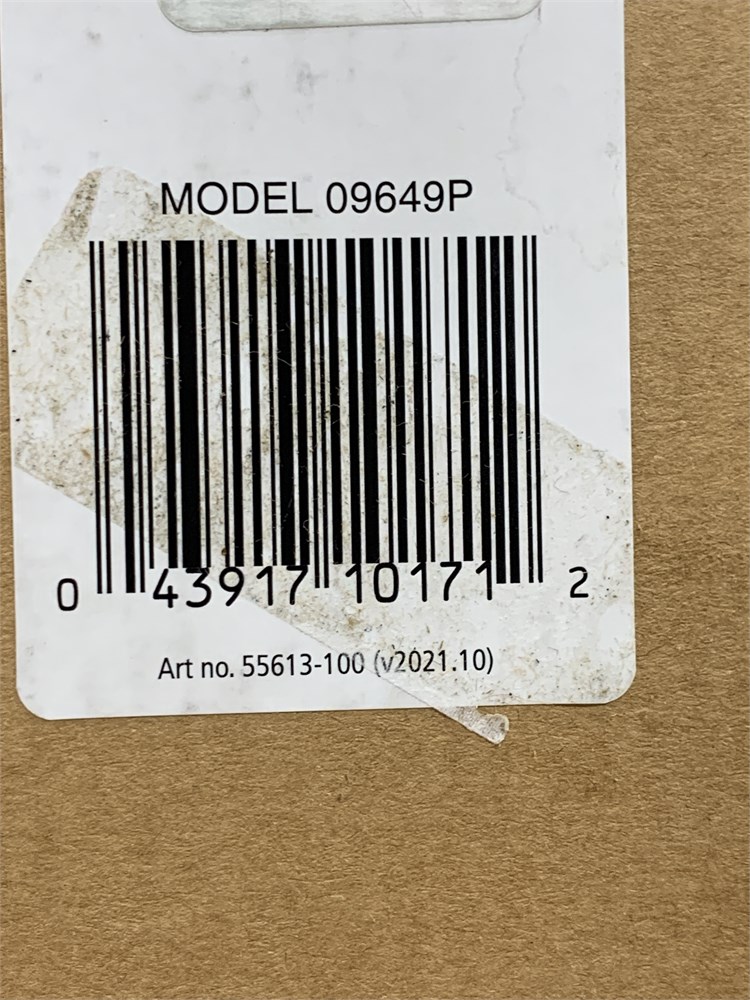 MODEL 09649P
0 43917 10171 2
Art no. 55613-100 (v2021.10)